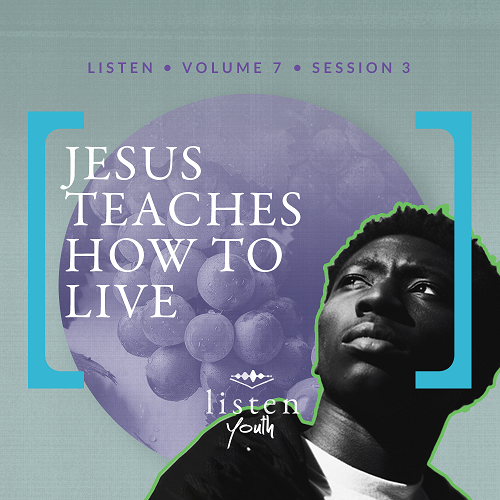 LISTEN • VOLUME 7 • SESSION 3
JESUS
TEACHES
HOW TO
LIVE
listen
youth